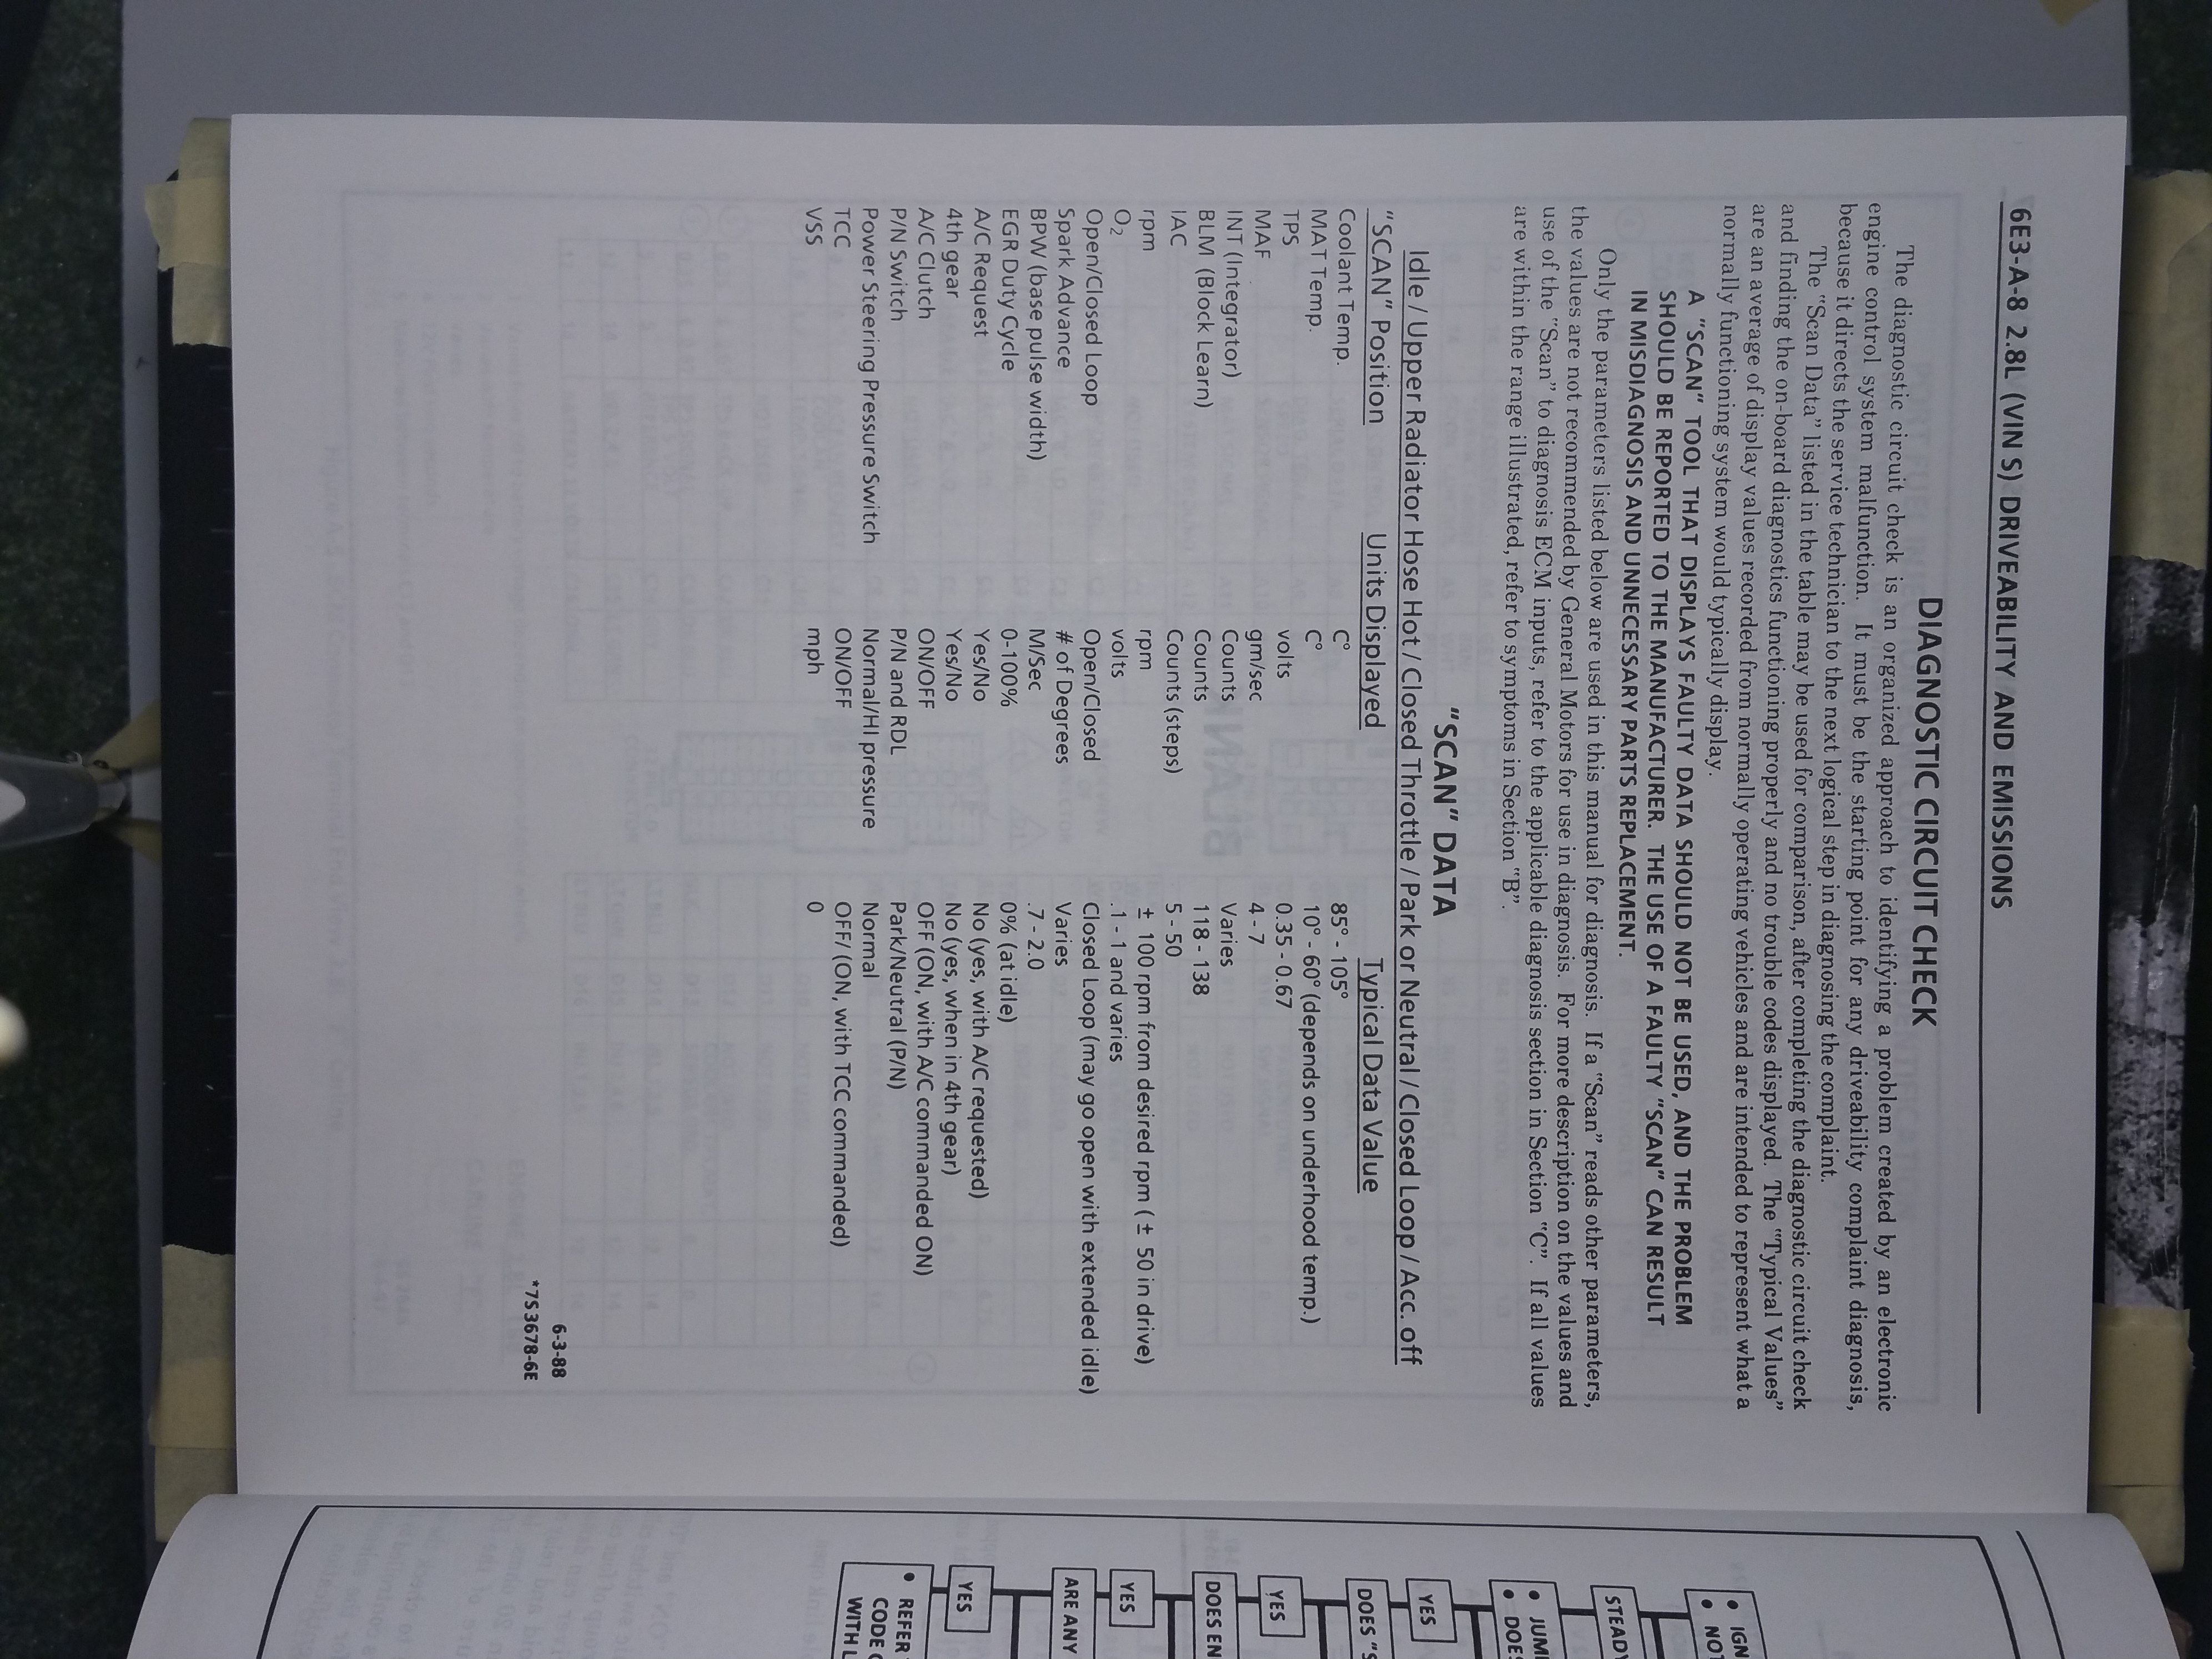 6E3-A-8 2.8L (VIN S) DRIVEABILITY AND EMISSIONS
DIAGNOSTIC CIRCUIT CHECK
The diagnostic circuit check is an organized approach to identifying a problem created by an electronic
engine control system malfunction. It must be the starting point for any driveability complaint diagnosis,
because it directs the service technician to the next logical step in diagnosing the complaint.
The "Scan Data" listed in the table may be used for comparison, after completing the diagnostic circuit check
and finding the on-board diagnostics functioning properly and no trouble codes displayed. The "Typical Values"
are an average of display values recorded from normally operating vehicles and are intended to represent what a
normally functioning system would typically display.
A "SCAN" TOOL THAT DISPLAYS FAULTY DATA SHOULD NOT BE USED, AND THE PROBLEM
SHOULD BE REPORTED TO THE MANUFACTURER. THE USE OF A FAULTY "SCAN" CAN RESULT
IN MISDIAGNOSIS AND UNNECESSARY PARTS REPLACEMENT.
Only the parameters listed below are used in this manual for diagnosis. If a "Scan" reads other parameters,
the values are not recommended by General Motors for use in diagnosis. For more description on the values and
use of the "Scan" to diagnosis ECM inputs, refer to the applicable diagnosis section in Section "C". If all values
are within the range illustrated, refer to symptoms in Section "B".
"SCAN" DATA
Idle / Upper Radiator Hose Hot / Closed Throttle / Park or Neutral / Closed Loop / Acc. off
"SCAN" Position Units Displayed Typical Data Value
Coolant Temp. C° 85° - 105°
MAT Temp. C° 10° - 60° (depends on underhood temp.)
TPS volts 0.35 - 0.67
MAF gm/sec 4 - 7
INT (Integrator) Counts Varies
BLM (Block Learn) Counts 118 - 138
IAC Counts (steps) 5 - 50
rpm rpm ± 100 rpm from desired rpm (± 50 in drive)
O₂ volts .1 - 1 and varies
Open/Closed Loop Open/Closed Closed Loop (may go open with extended idle)
Spark Advance # of Degrees Varies
BPW (base pulse width) M/Sec .7 - 2.0
EGR Duty Cycle 0-100% 0% (at idle)
A/C Request Yes/No No (yes, with A/C requested)
4th gear Yes/No No (yes, when in 4th gear)
A/C Clutch ON/OFF OFF (ON, with A/C commanded ON)
P/N Switch P/N and RDL Park/Neutral (P/N)
Power Steering Pressure Switch Normal/HI pressure Normal
TCC ON/OFF OFF/ (ON, with TCC commanded)
VSS mph 0
6-3-88
*7S3678-6E
• IGN
• NOT
STEADY
• JUM
• DOES
YES
DOES "S
YES
DOES EN
YES
ARE ANY
YES
• REFER
CODE
WITH